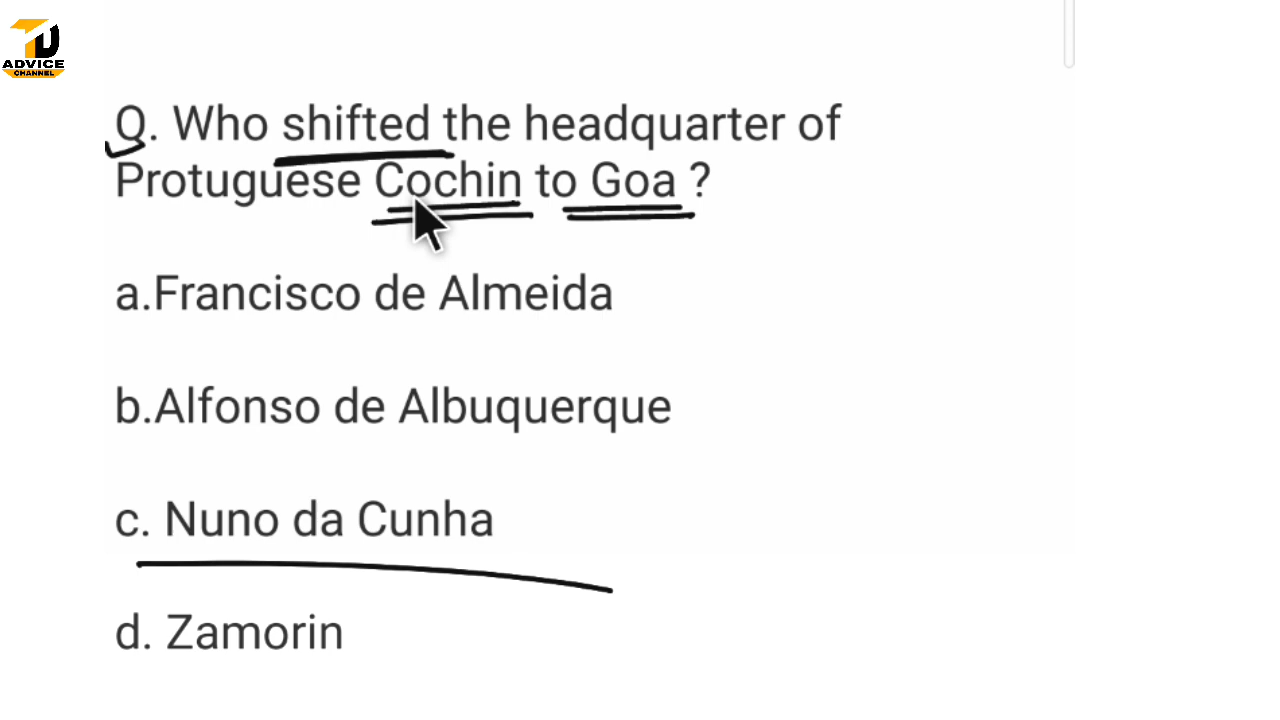 TD
ADVICE
CHANNEL
Q. Who shifted the headquarter of
Protuguese Cochin to Goa ?
a.Francisco de Almeida
b.Alfonso de Albuquerque
c. Nuno da Cunha
d. Zamorin